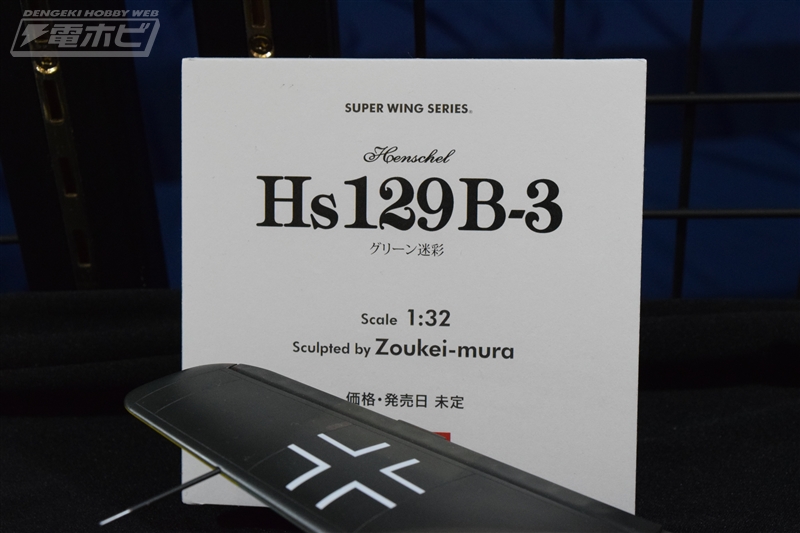 DENGEKI HOBBY WEB
電ホビ
SUPER WING SERIES®
Henschel
Hs129B-3
グリーン迷彩
Scale 1:32
Sculpted by Zoukei-mura
価格・発売日 未定